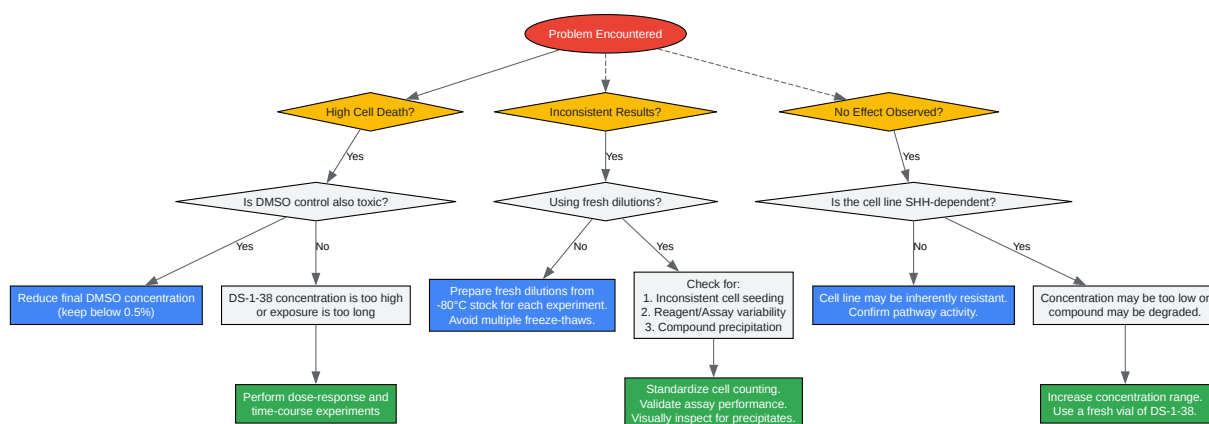 Problem Encountered
High Cell Death?
Inconsistent Results?
No Effect Observed?
Yes
Yes
Yes
Is DMSO control also toxic?
Using fresh dilutions?
Is the cell line SHH-dependent?
Yes
No
No
Yes
No
Yes
Reduce final DMSO concentration
(keep below 0.5%)
DS-1-38 concentration is too high
or exposure is too long
Prepare fresh dilutions from
-80°C stock for each experiment.
Avoid multiple freeze-thaws.
Check for:
1. Inconsistent cell seeding
2. Reagent/Assay variability
3. Compound precipitation
Cell line may be inherently resistant.
Confirm pathway activity.
Concentration may be too low or
compound may be degraded.
Perform dose-response and
time-course experiments
Standardize cell counting.
Validate assay performance.
Visually inspect for precipitates.
Increase concentration range.
Use a fresh vial of DS-1-38.